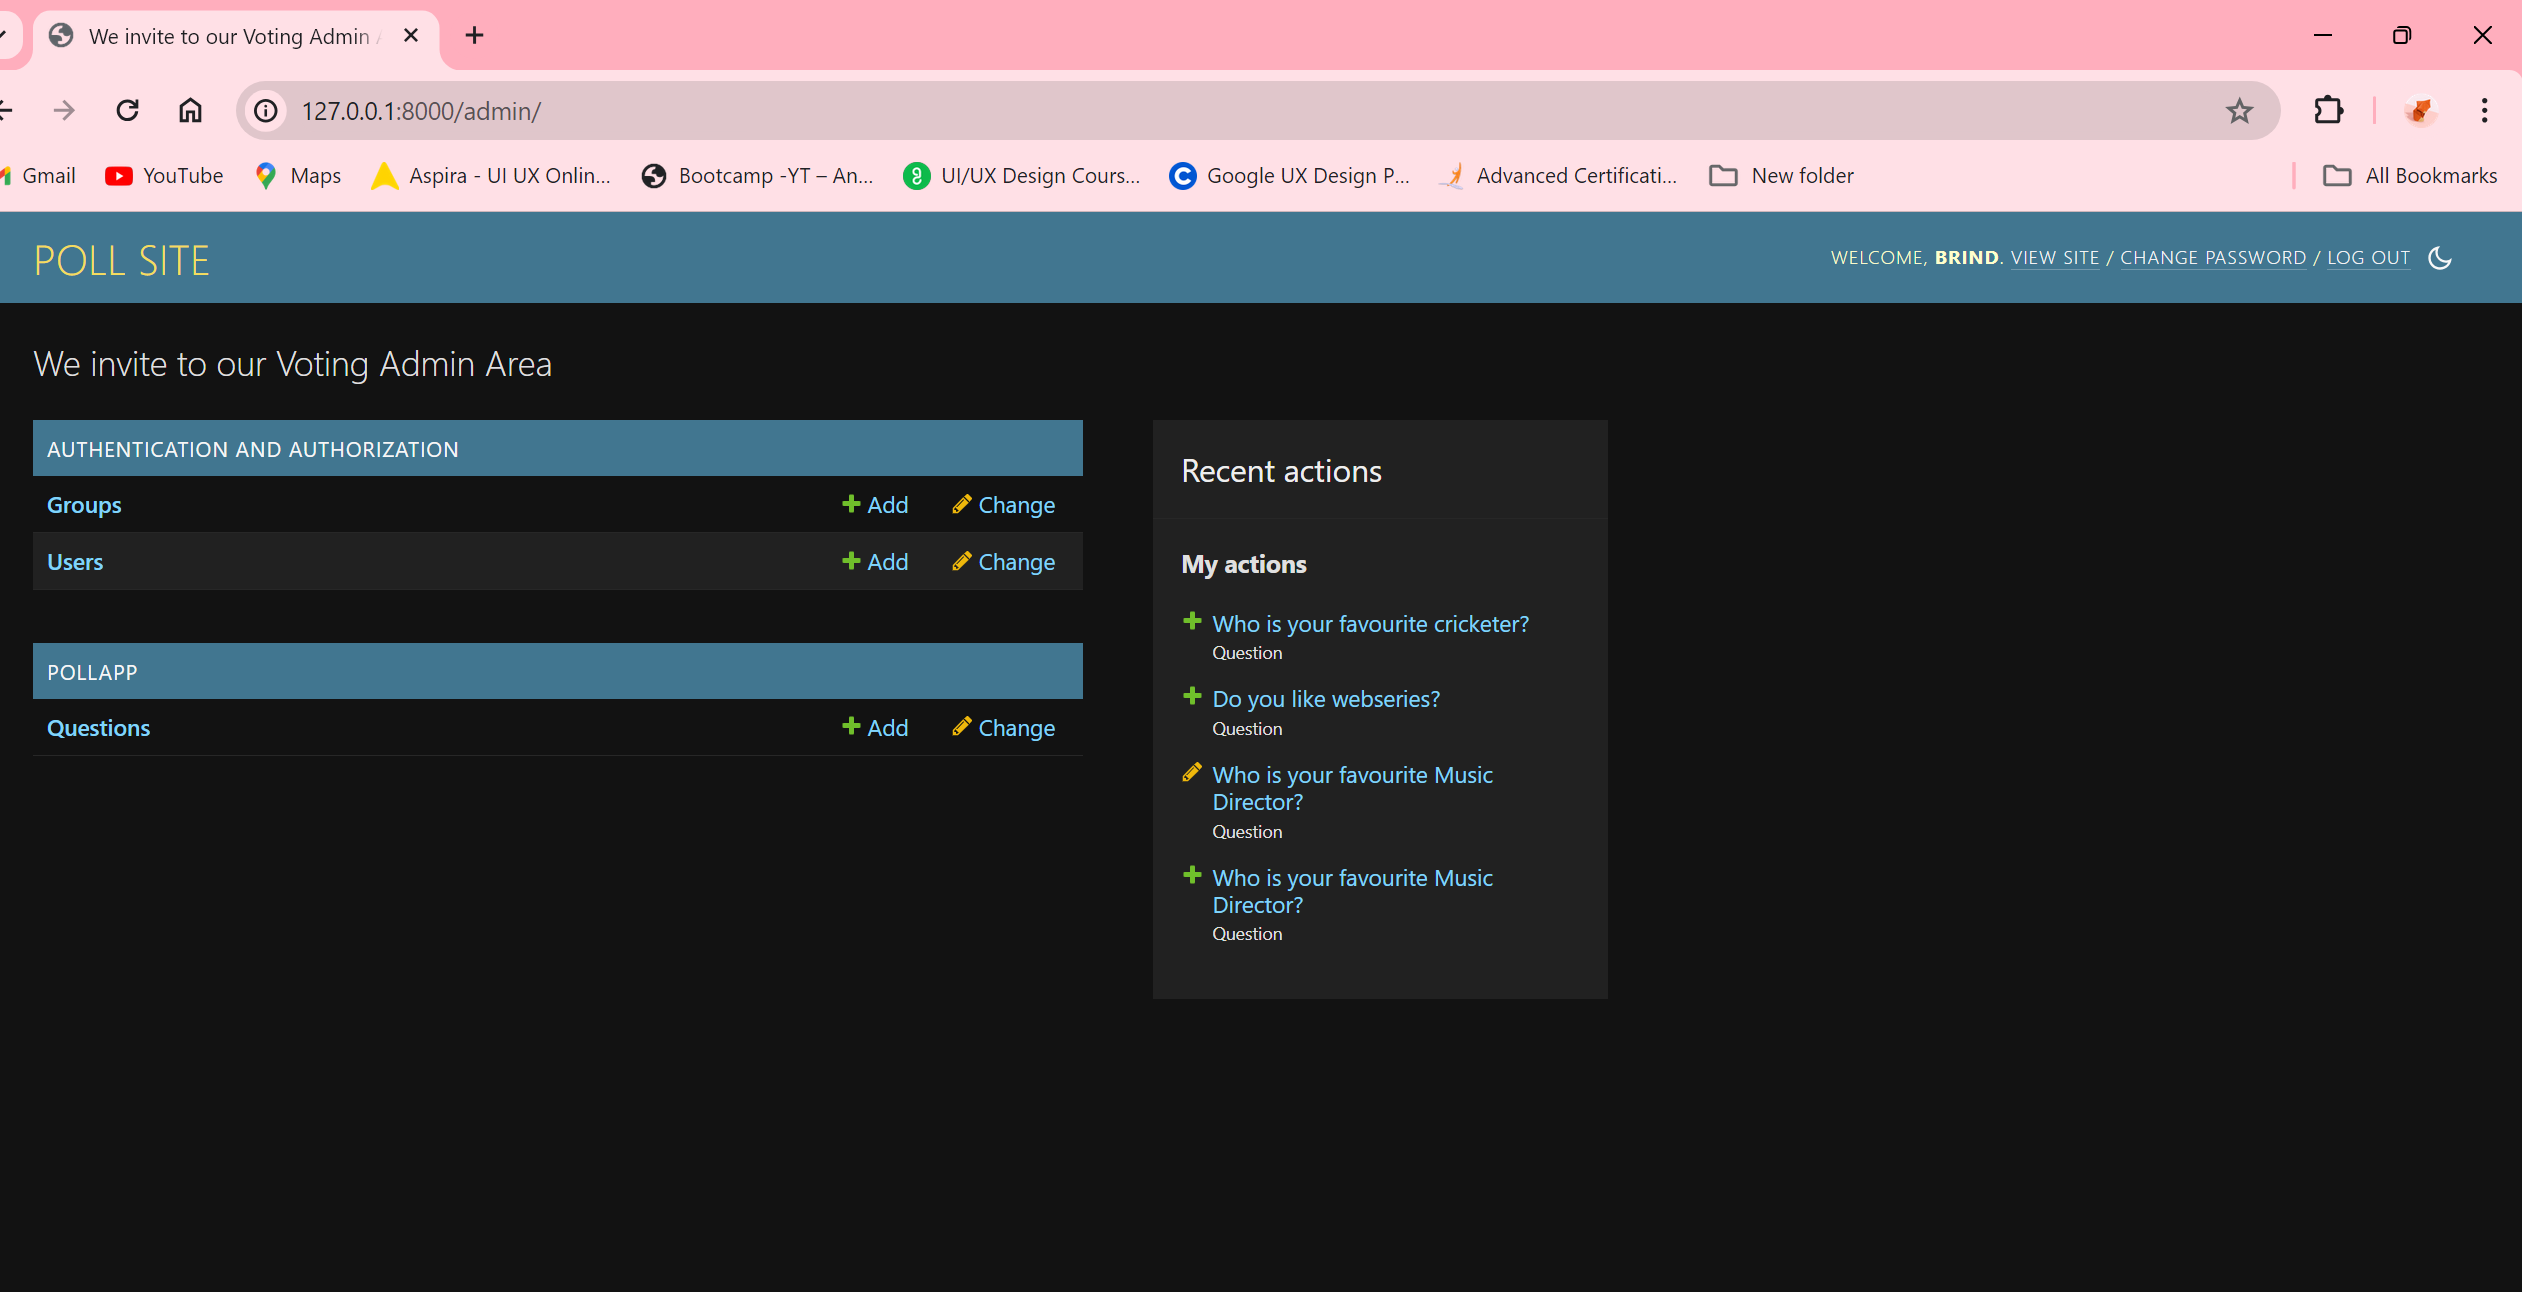 We invite to our Voting Admin
127.0.0.1:8000/admin/
Gmail YouTube Maps Aspira - UI UX Onlin... Bootcamp -YT – An... UI/UX Design Cours... Google UX Design P... Advanced Certificati... New folder All Bookmarks
POLL SITE
WELCOME, BRIND. VIEW SITE / CHANGE PASSWORD / LOG OUT
We invite to our Voting Admin Area
AUTHENTICATION AND AUTHORIZATION
Groups Add Change
Users Add Change
POLLAPP
Questions Add Change
Recent actions
My actions
Who is your favourite cricketer?
Question
Do you like webseries?
Question
Who is your favourite Music
Director?
Question
Who is your favourite Music
Director?
Question